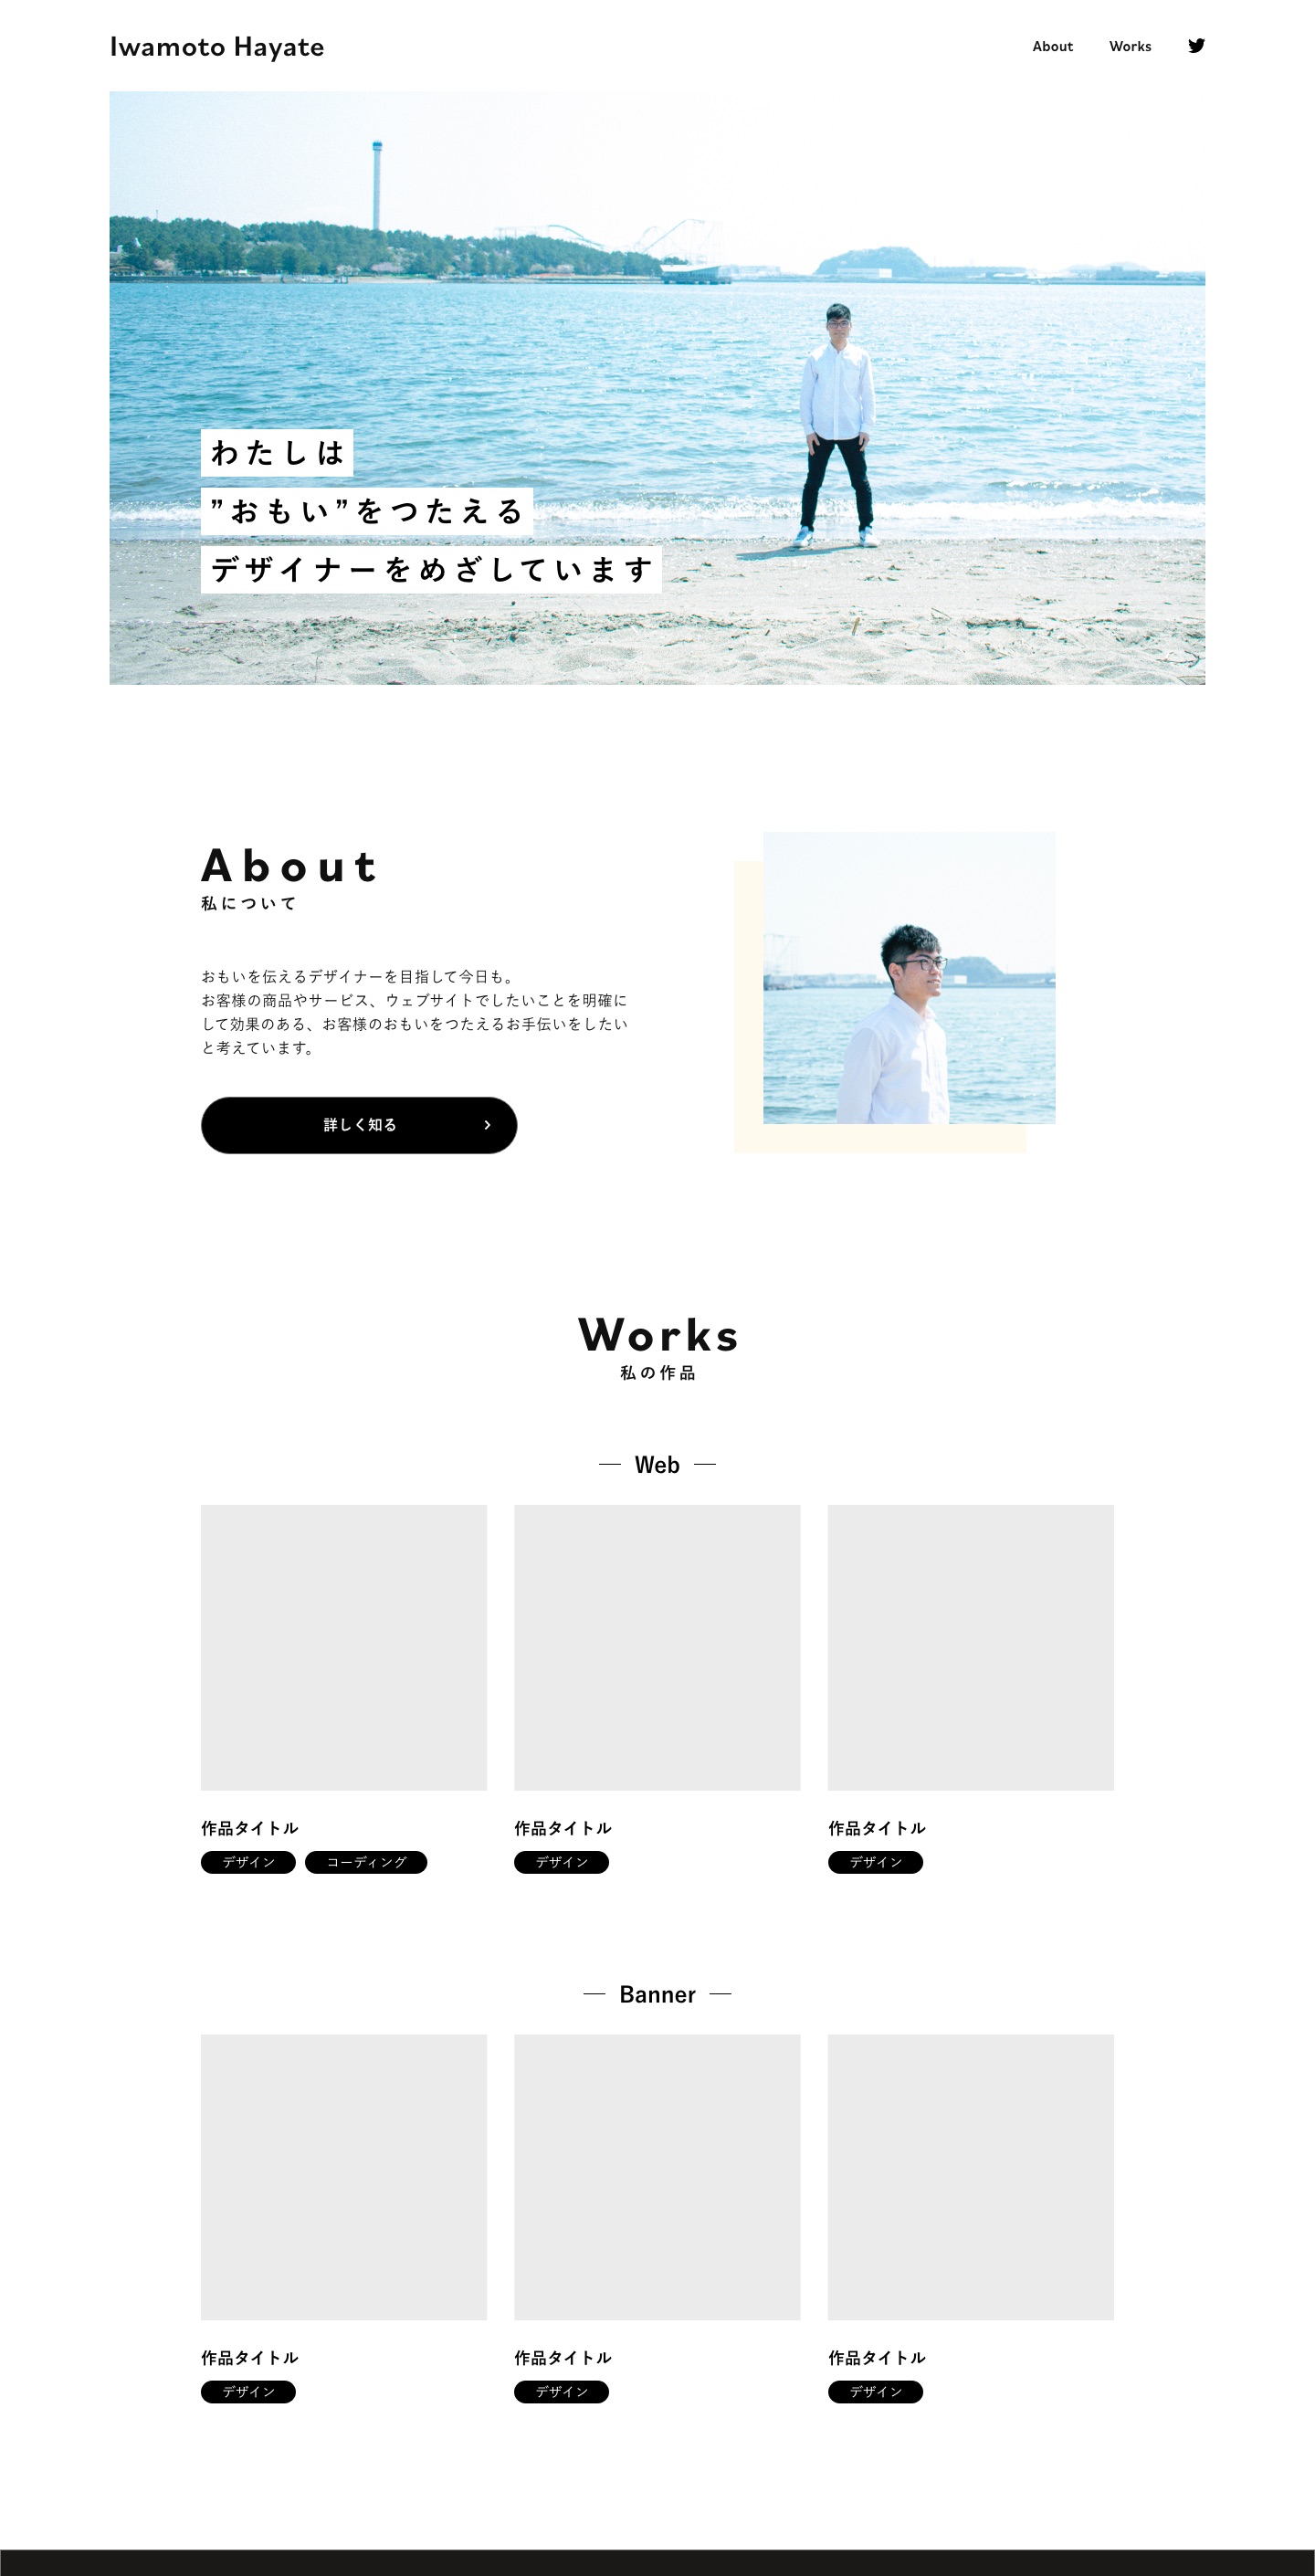 Iwamoto Hayate
About
Works
わたしは
”おもい”をつたえる
デザイナーをめざしています
About
私について
おもいを伝えるデザイナーを目指して今日も。
お客様の商品やサービス、ウェブサイトでしたいことを明確に
して効果のある、お客様のおもいをつたえるお手伝いをしたい
と考えています。
詳しく知る
Works
私の作品
Web
作品タイトル
デザイン
コーディング
作品タイトル
デザイン
作品タイトル
デザイン
Banner
作品タイトル
デザイン
作品タイトル
デザイン
作品タイトル
デザイン